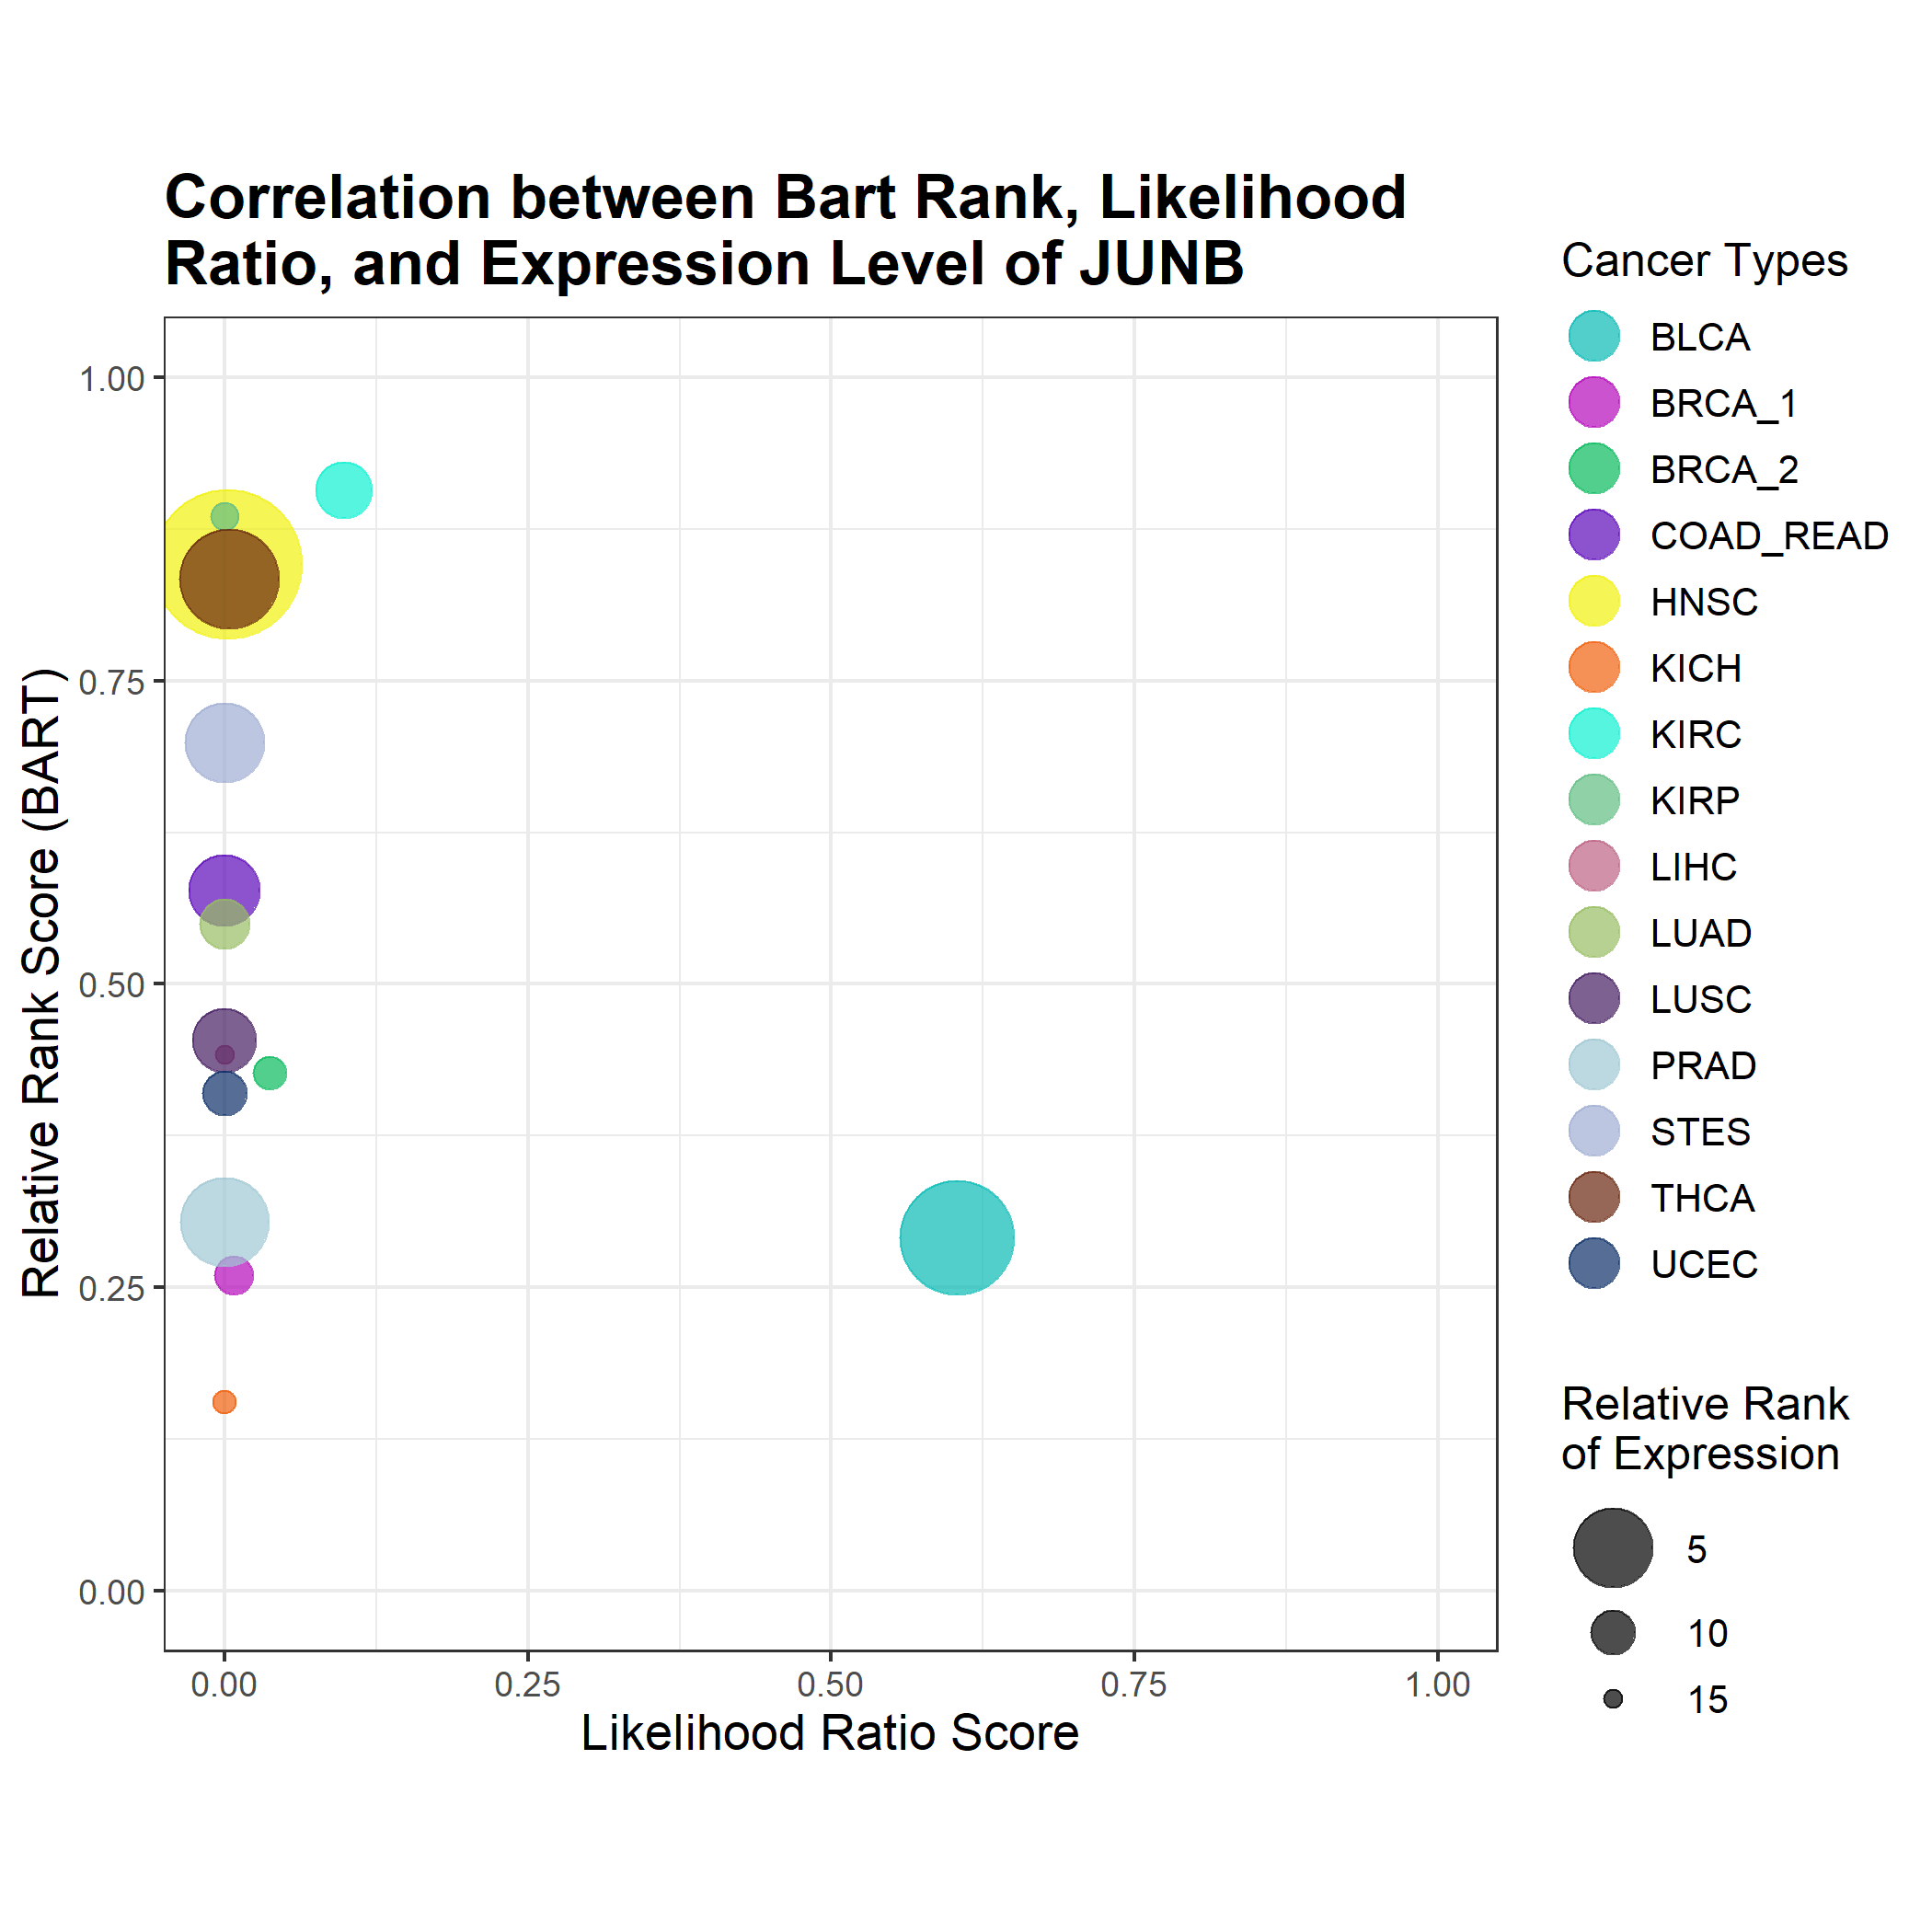 Correlation between Bart Rank, Likelihood
Ratio, and Expression Level of JUNB
Relative Rank Score (BART)
1.00
0.75
0.50
0.25
0.00
0.00
0.25
0.50
0.75
1.00
Likelihood Ratio Score
Cancer Types
BLCA
BRCA_1
BRCA_2
COAD_READ
HNSC
KICH
KIRC
KIRP
LIHC
LUAD
LUSC
PRAD
STES
THCA
UCEC
Relative Rank
of Expression
5
10
15